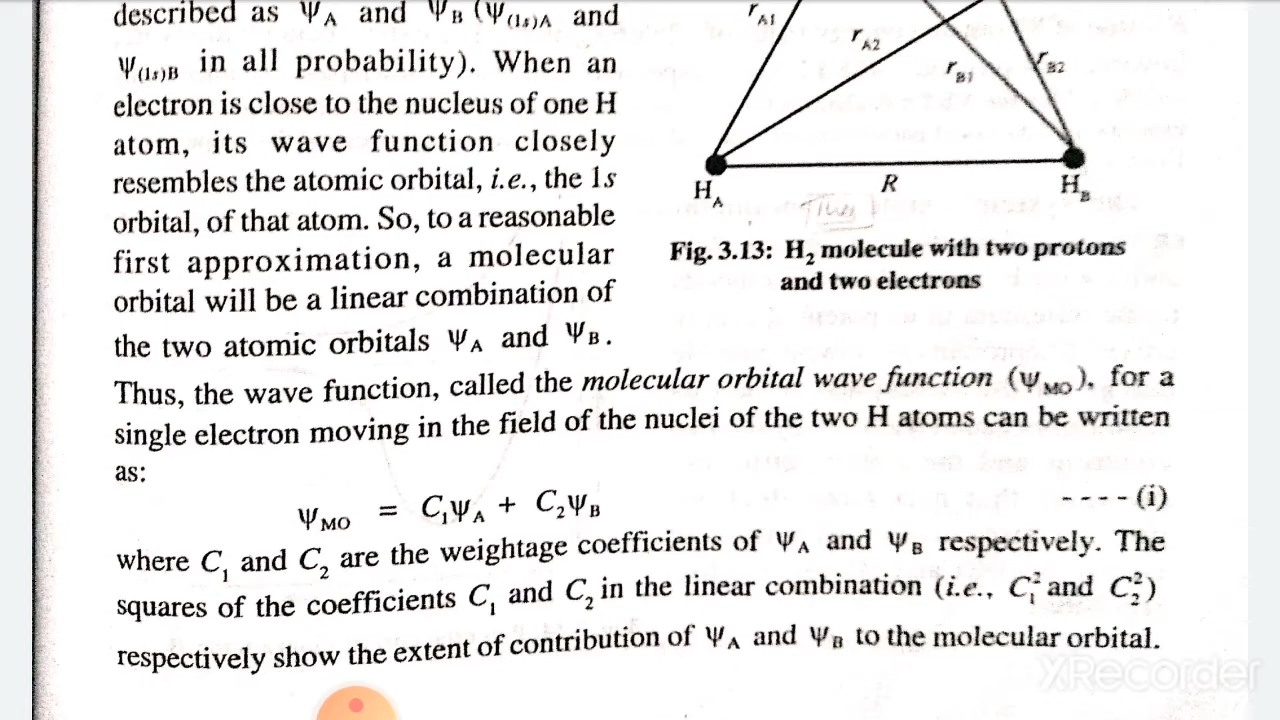 described as ΨA and ΨB (Ψ(1s)A and
Ψ(1s)B in all probability). When an
electron is close to the nucleus of one H
atom, its wave function closely
resembles the atomic orbital, i.e., the 1s
orbital, of that atom. So, to a reasonable
first approximation, a molecular
orbital will be a linear combination of
the two atomic orbitals ΨA and ΨB.
rA1
rA2
rB1
rB2
HA
R
HB
Fig. 3.13: H₂ molecule with two protons
and two electrons
Thus, the wave function, called the molecular orbital wave function (ΨMO), for a
single electron moving in the field of the nuclei of the two H atoms can be written
as:
ΨMO = C₁ΨA + C₂ΨB ---- (i)
where C₁ and C₂ are the weightage coefficients of ΨA and ΨB respectively. The
squares of the coefficients C₁ and C₂ in the linear combination (i.e., C₁² and C₂²)
respectively show the extent of contribution of ΨA and ΨB to the molecular orbital.
XRecorder